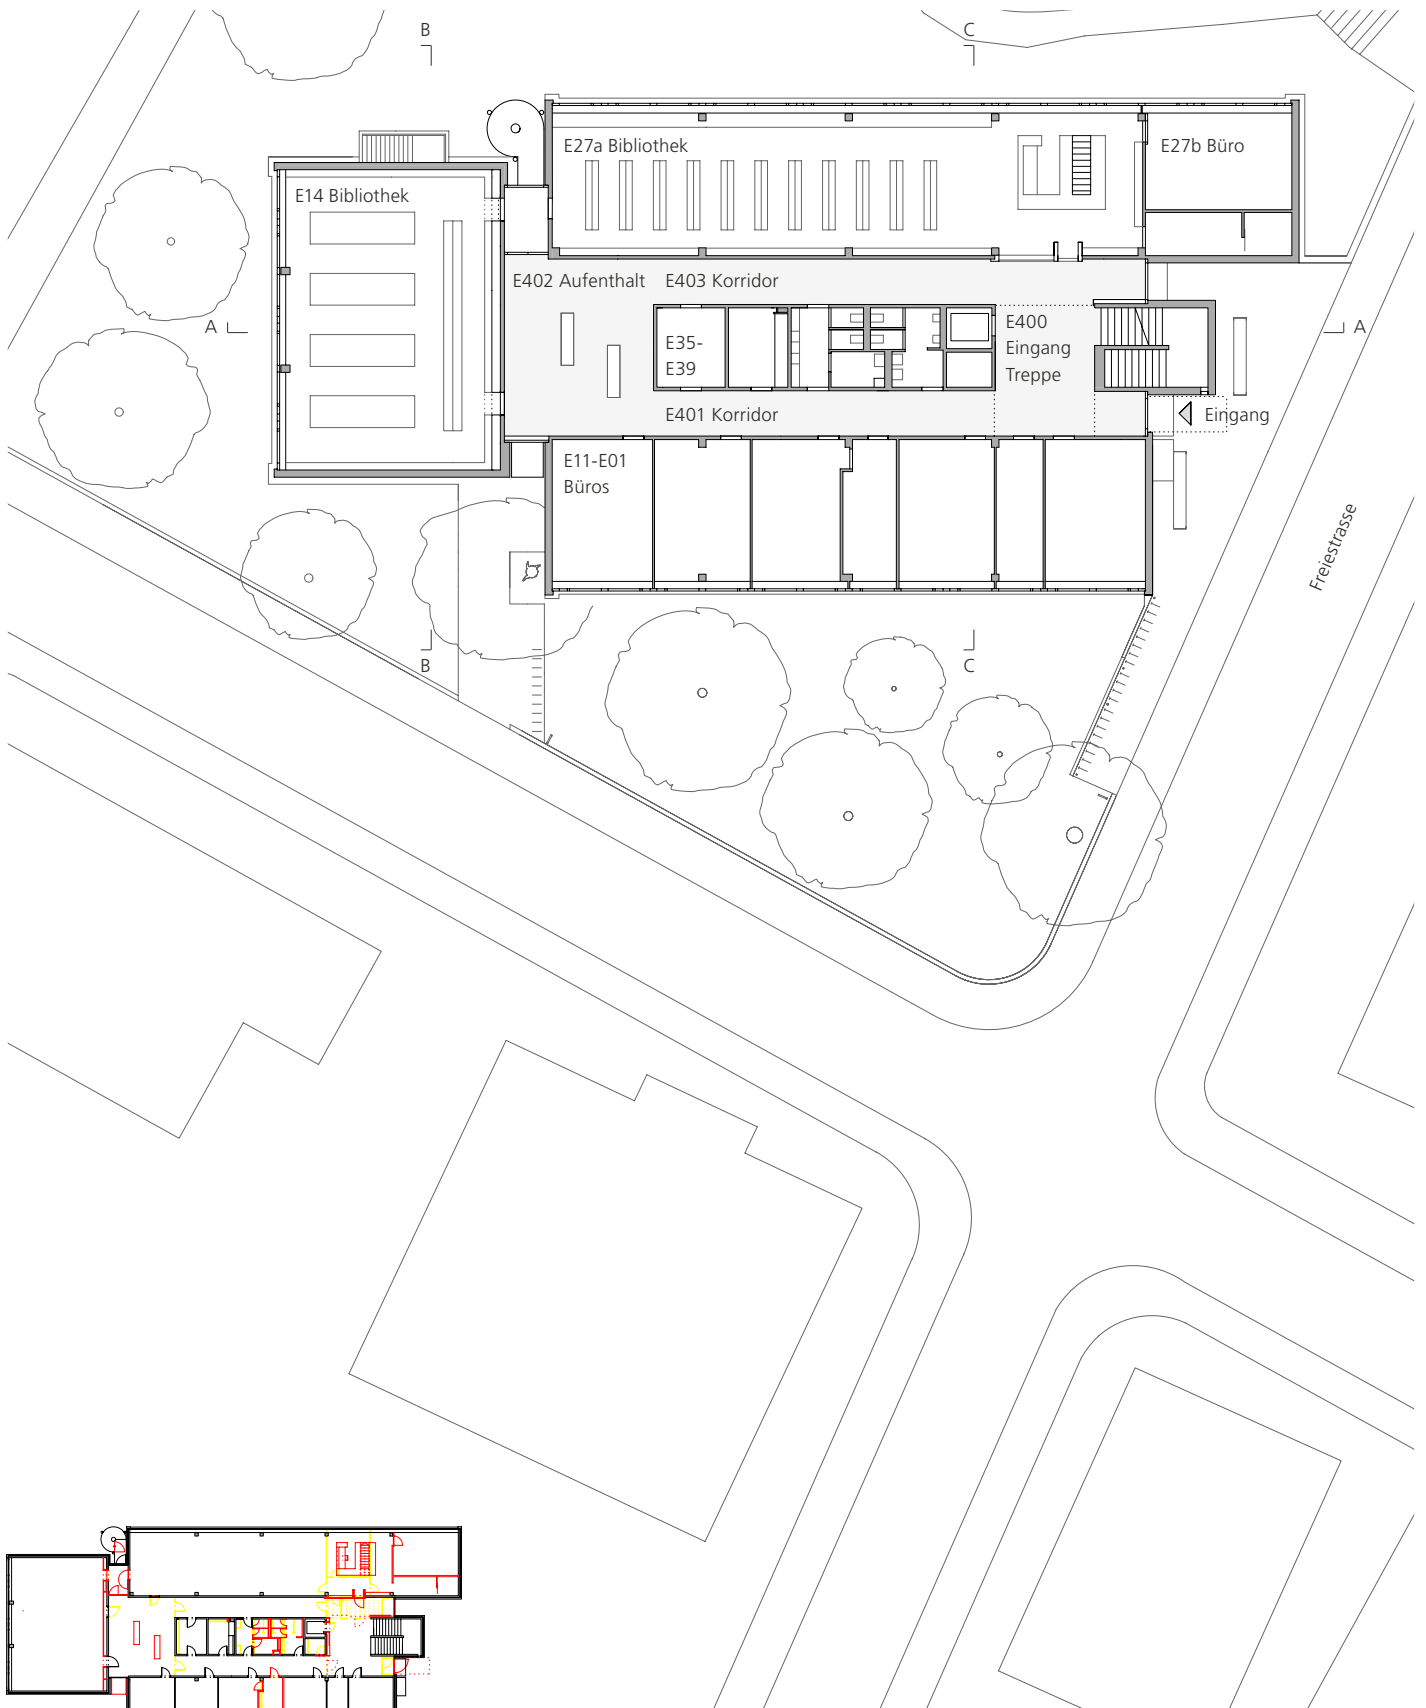 B
C
E27a Bibliothek
E27b Büro
E14 Bibliothek
E402 Aufenthalt
E403 Korridor
A
E400
Eingang
Treppe
A
E35-
E39
E401 Korridor
Eingang
E11-E01
Büros
Freiestrasse
B
C